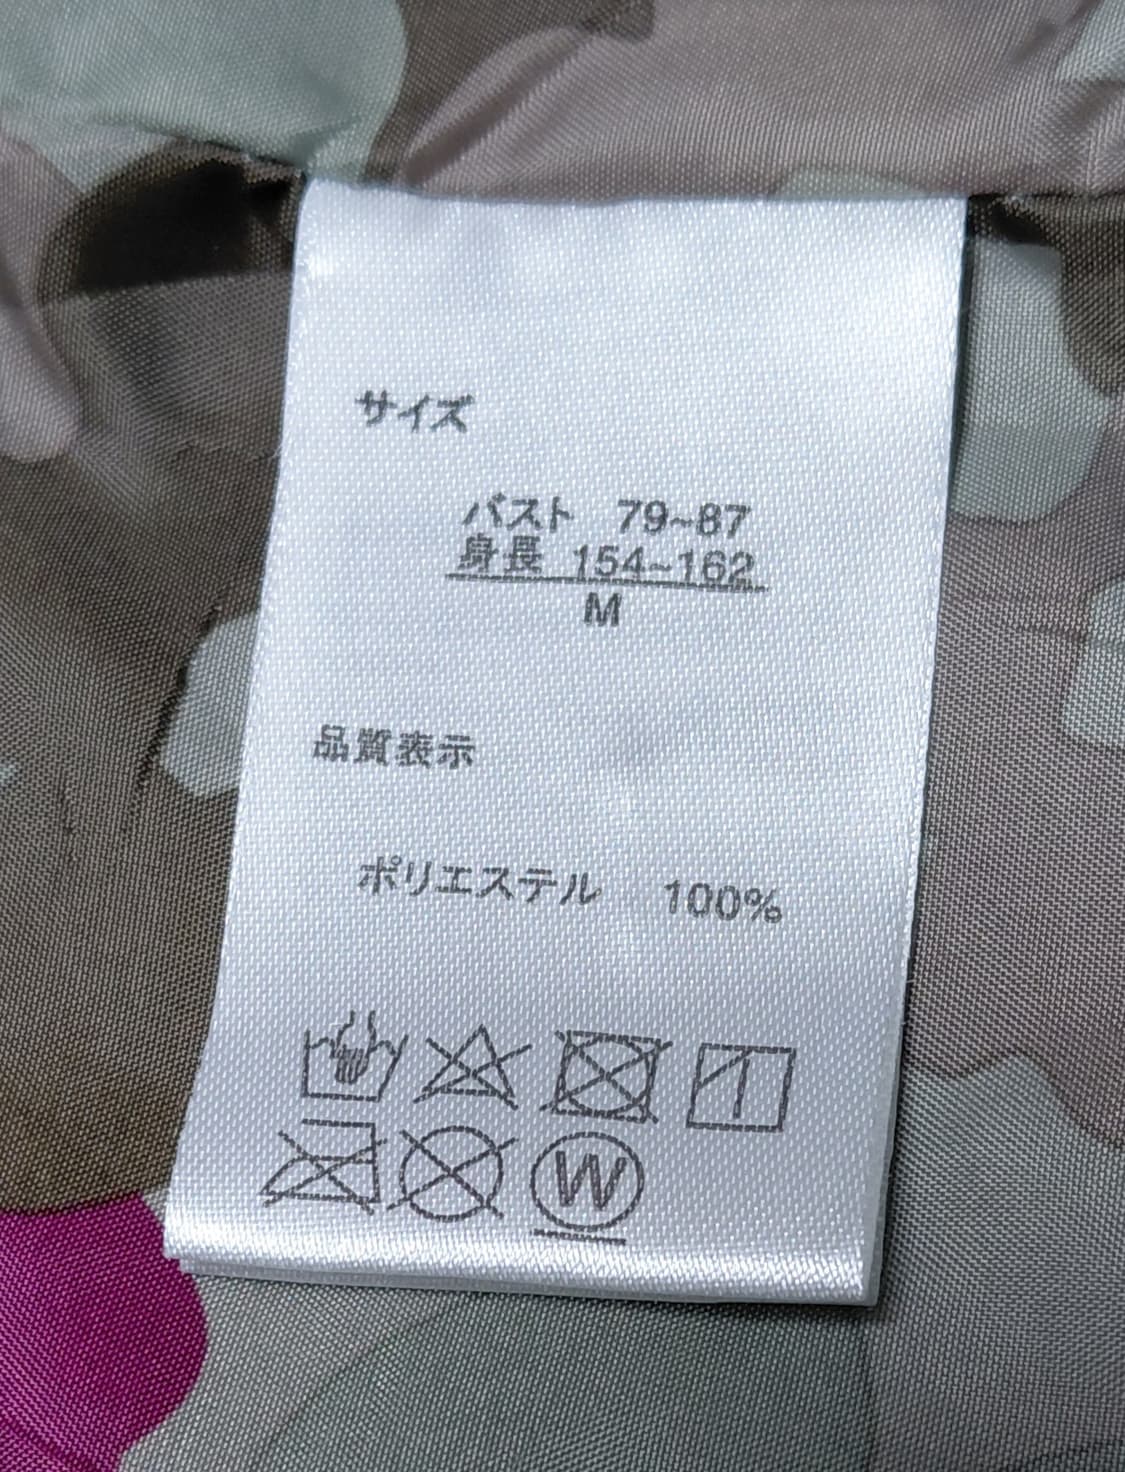 サイズ
バスト 79~87
身長 154~162
M
品質表示
ポリエステル 100%
W